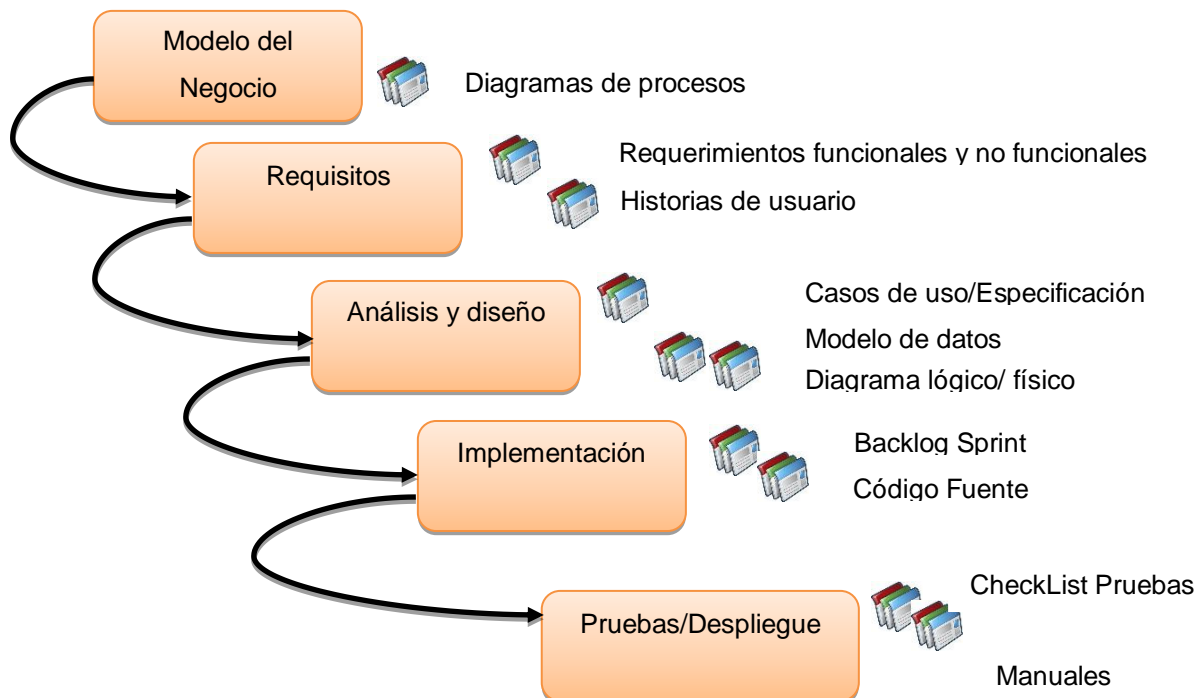 Modelo del
Negocio
Diagramas de procesos
Requisitos
Requerimientos funcionales y no funcionales
Historias de usuario
Análisis y diseño
Casos de uso/Especificación
Modelo de datos
Diagrama lógico/ físico
Implementación
Backlog Sprint
Código Fuente
Pruebas/Despliegue
CheckList Pruebas
Manuales